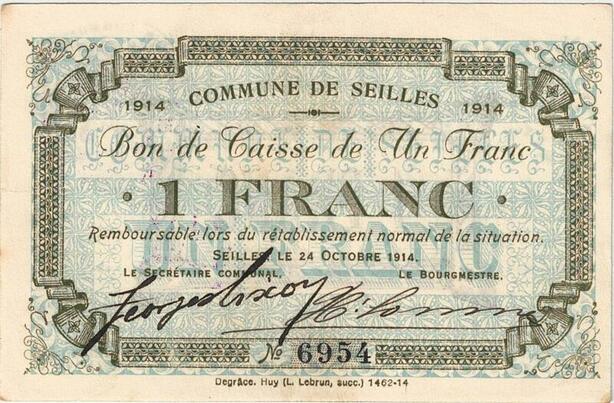 1914 COMMUNE DE SEILLES 1914
Bon de Caisse de Un Franc
1 FRANC
Remboursable lors du rétablissement normal de la situation.
SEILLES, LE 24 OCTOBRE 1914.
LE SECRÉTAIRE COMMUNAL, LE BOURGMESTRE.
No 6954
Degrâce, Huy (L. Lebrun, succ.) 1462-14